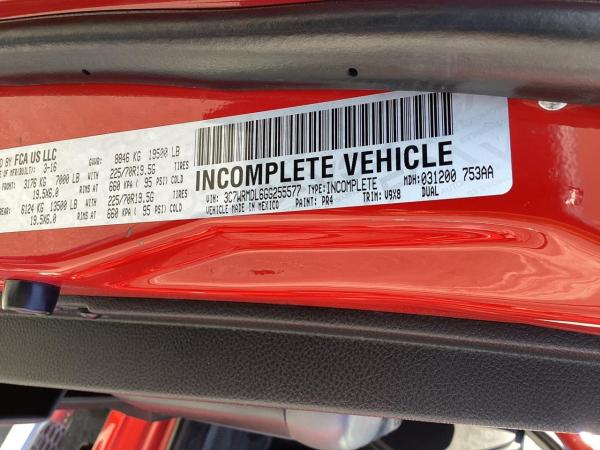 D BY FCA US LLC
OF MFR/BUILT: 3-16 GVWR: 8846 KG 19500 LB
FRONT: 3176 KG 7000 LB WITH 225/70R19.5G TIRES
19.5X6.0 RIMS AT 660 KPA ( 95 PSI) COLD
REAR: 6124 KG 13500 LB WITH 225/70R19.5G TIRES
19.5X6.0 RIMS AT 660 KPA ( 95 PSI) COLD
INCOMPLETE VEHICLE
VIN: 3C7WRMDL6GG255577 TYPE: INCOMPLETE MDH: 031200 753AA
VEHICLE MADE IN MEXICO PAINT: PR4 TRIM: V9X8 DUAL